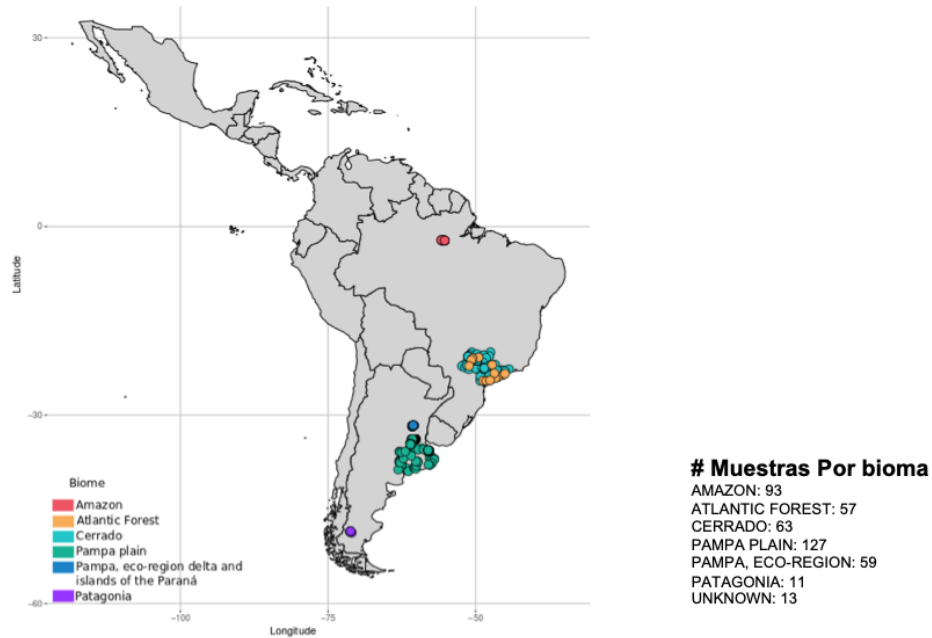 30
0
−30
−60
Latitude
−100
−75
−50
Longitude
Biome
Amazon
Atlantic Forest
Cerrado
Pampa plain
Pampa, eco-region delta and
islands of the Paraná
Patagonia
# Muestras Por bioma
AMAZON: 93
ATLANTIC FOREST: 57
CERRADO: 63
PAMPA PLAIN: 127
PAMPA, ECO-REGION: 59
PATAGONIA: 11
UNKNOWN: 13